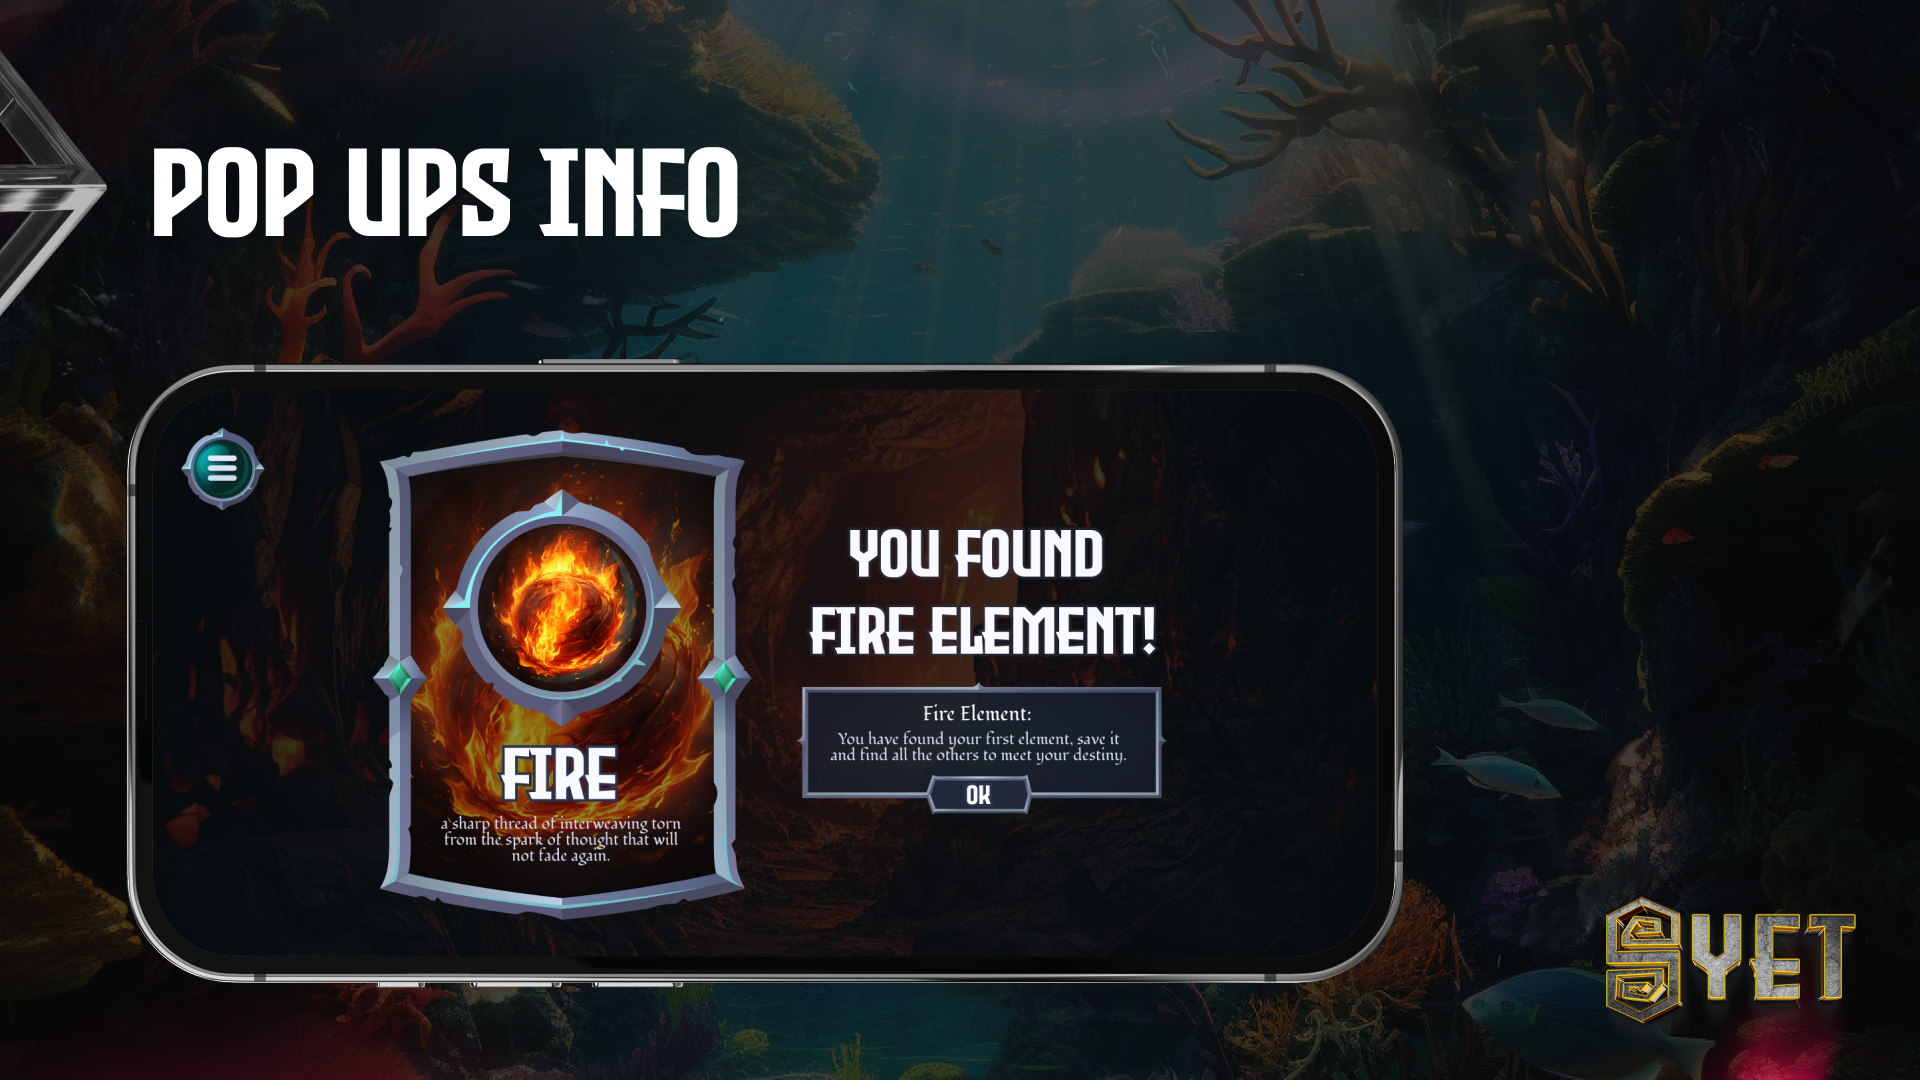 POP UPS INFO
YOU FOUND
FIRE ELEMENT!
Fire Element:
You have found your first element, save it
and find all the others to meet your destiny.
OK
FIRE
a sharp thread of interweaving torn
from the spark of thought that will
not fade again.
SYET